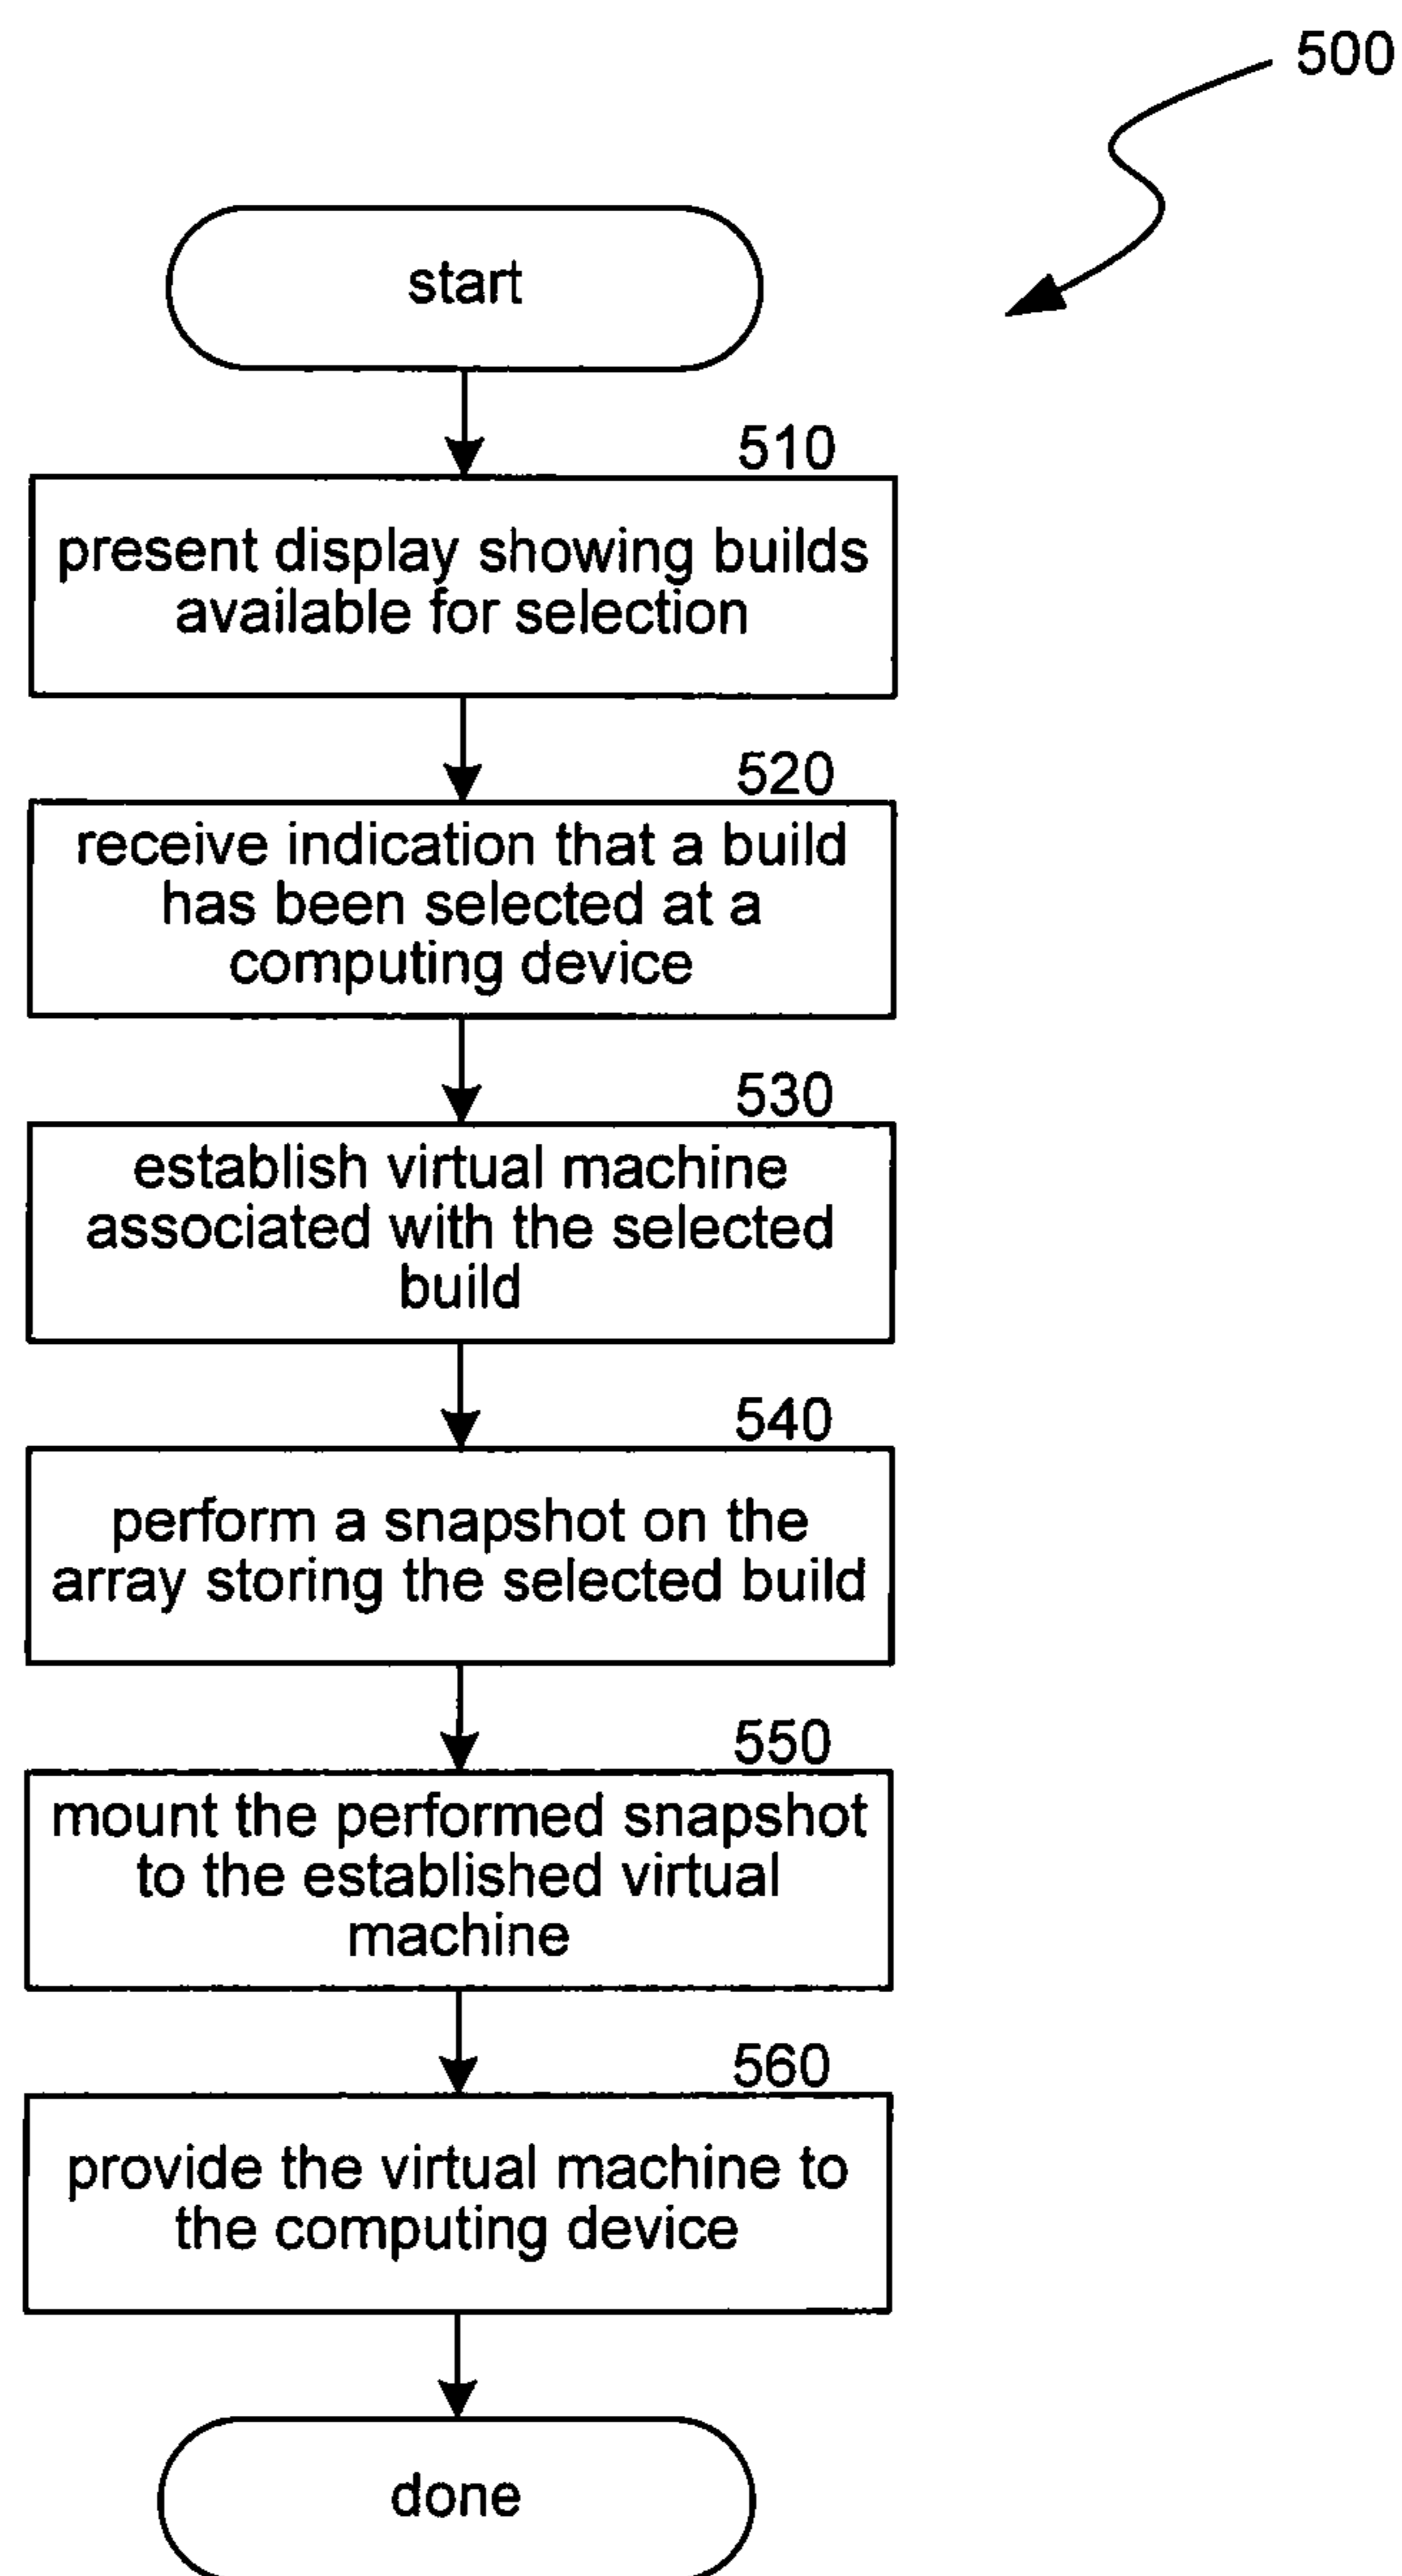 500
start
510
present display showing builds
available for selection
520
receive indication that a build
has been selected at a
computing device
530
establish virtual machine
associated with the selected
build
540
perform a snapshot on the
array storing the selected build
550
mount the performed snapshot
to the established virtual
machine
560
provide the virtual machine to
the computing device
done